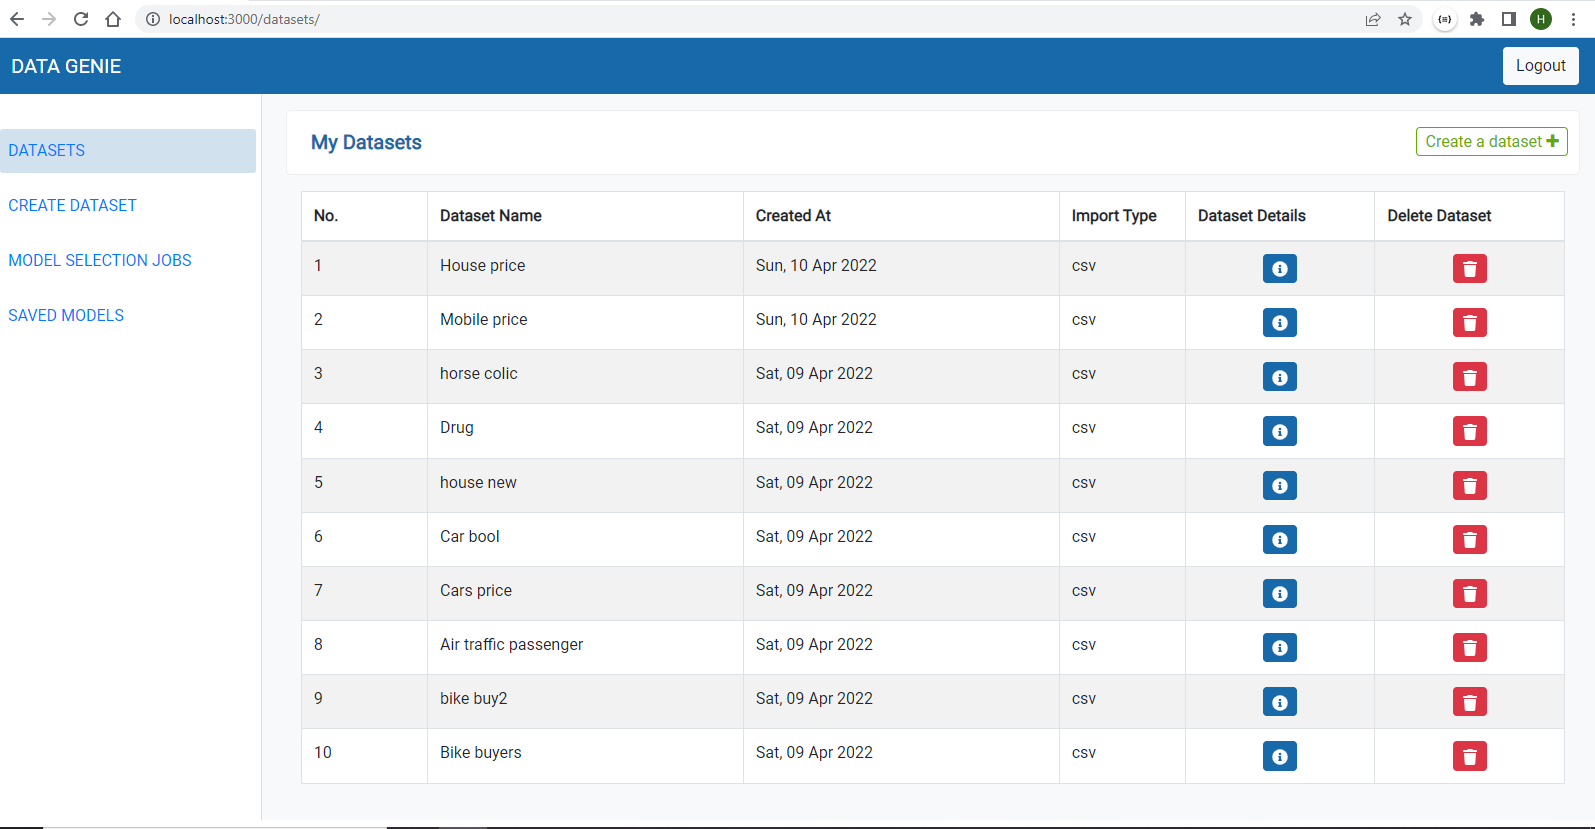 localhost:3000/datasets/
H
DATA GENIE
Logout
DATASETS
CREATE DATASET
MODEL SELECTION JOBS
SAVED MODELS
My Datasets
Create a dataset
No. Dataset Name Created At Import Type Dataset Details Delete Dataset
1 House price Sun, 10 Apr 2022 csv
2 Mobile price Sun, 10 Apr 2022 csv
3 horse colic Sat, 09 Apr 2022 csv
4 Drug Sat, 09 Apr 2022 csv
5 house new Sat, 09 Apr 2022 csv
6 Car bool Sat, 09 Apr 2022 csv
7 Cars price Sat, 09 Apr 2022 csv
8 Air traffic passenger Sat, 09 Apr 2022 csv
9 bike buy2 Sat, 09 Apr 2022 csv
10 Bike buyers Sat, 09 Apr 2022 csv